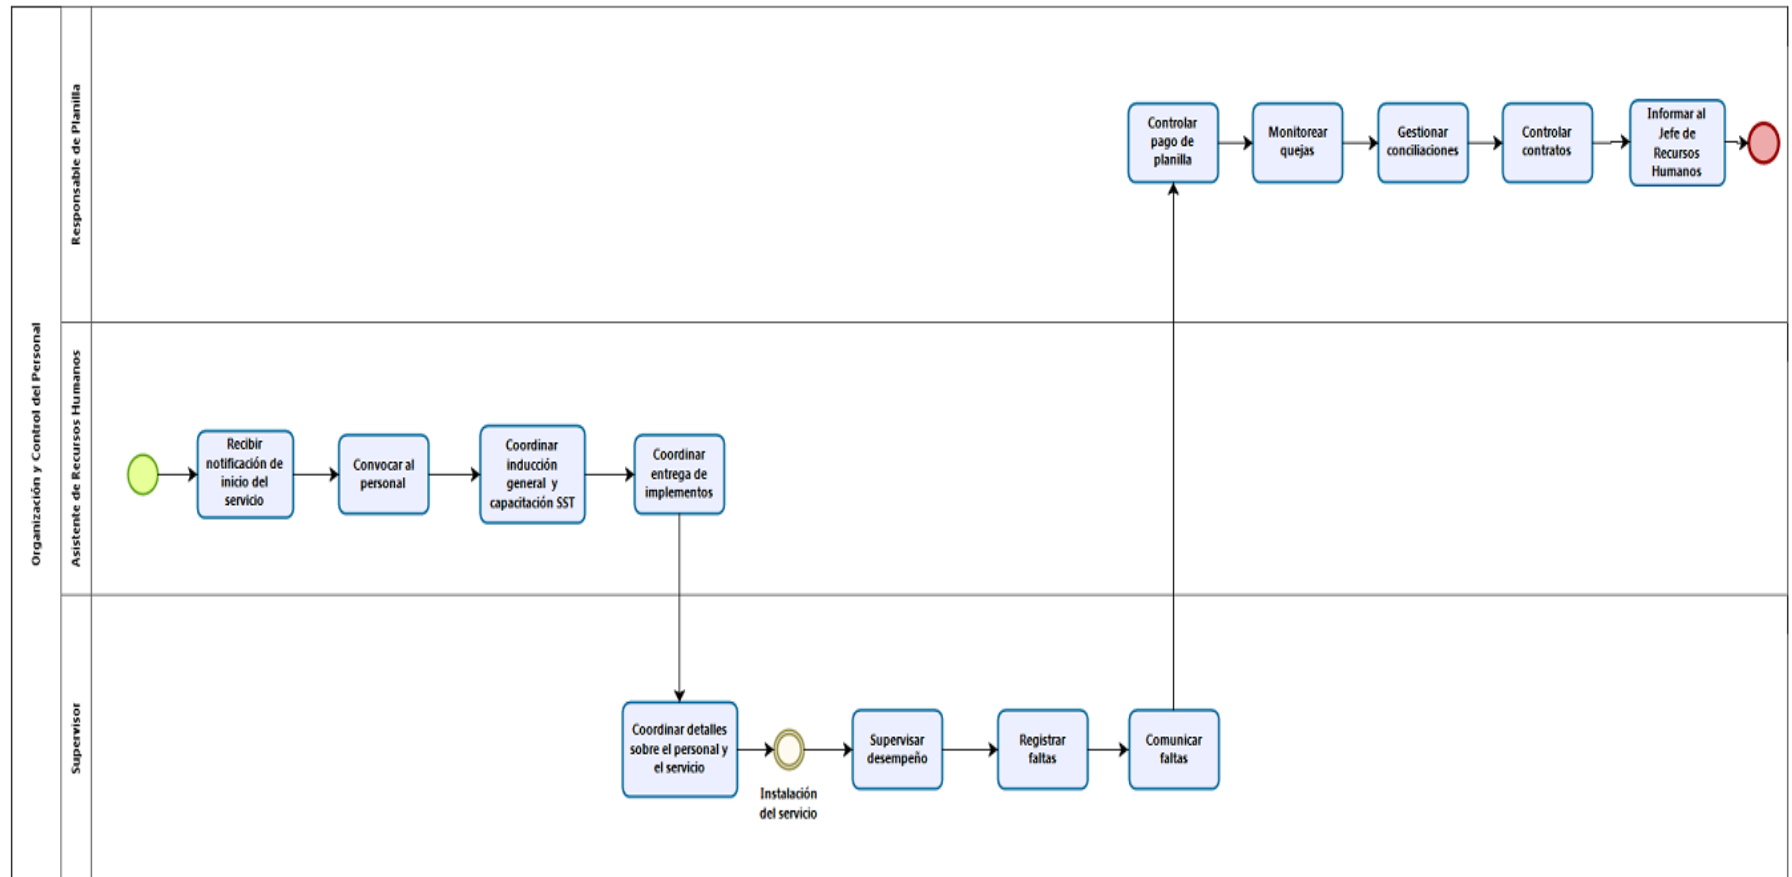 Organización y Control del Personal
Responsable de Planilla
Controlar
pago de
planilla
Monitorear
quejas
Gestionar
conciliaciones
Controlar
contratos
Informar al
Jefe de
Recursos
Humanos
Asistente de Recursos Humanos
Recibir
notificación de
inicio del
servicio
Convocar al
personal
Coordinar
inducción
general y
capacitación SST
Coordinar
entrega de
implementos
Supervisor
Coordinar detalles
sobre el personal y
el servicio
Instalación
del servicio
Supervisar
desempeño
Registrar
faltas
Comunicar
faltas